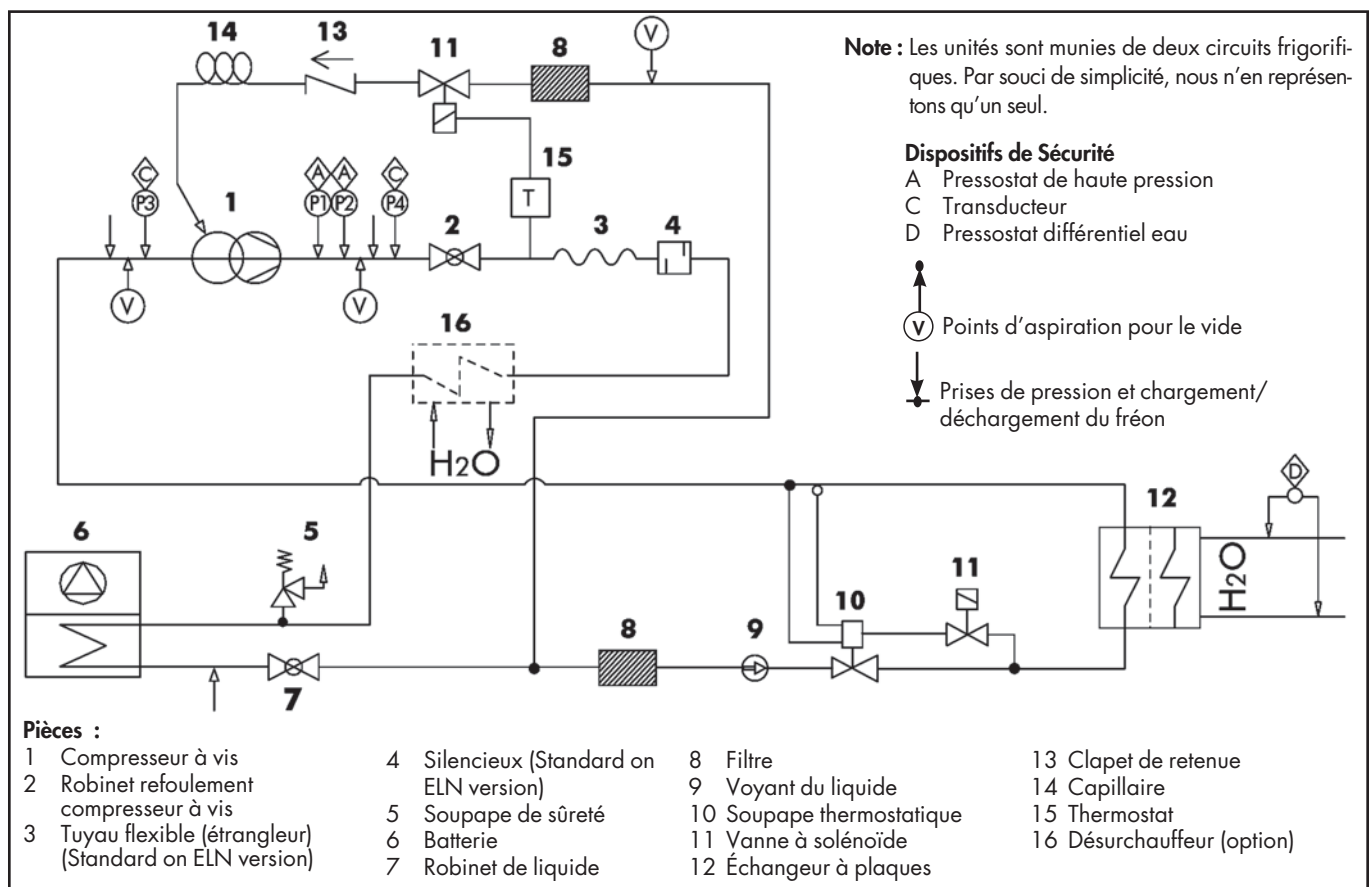 14
13
11
8
V
Note : Les unités sont munies de deux circuits frigorifi-
ques. Par souci de simplicité, nous n'en représen-
tons qu'un seul.
Dispositifs de Sécurité
A Pressostat de haute pression
C Transducteur
D Pressostat différentiel eau
V Points d'aspiration pour le vide
Prises de pression et chargement/
déchargement du fréon
15
T
C
P3
1
A
P1
A
P2
C
P4
2
3
4
V
V
16
H2O
D
12
H2O
6
5
11
10
8
9
7
Pièces :
1 Compresseur à vis
2 Robinet refoulement
compresseur à vis
3 Tuyau flexible (étrangleur)
(Standard on ELN version)
4 Silencieux (Standard on
ELN version)
5 Soupape de sûreté
6 Batterie
7 Robinet de liquide
8 Filtre
9 Voyant du liquide
10 Soupape thermostatique
11 Vanne à solénoïde
12 Échangeur à plaques
13 Clapet de retenue
14 Capillaire
15 Thermostat
16 Désurchauffeur (option)